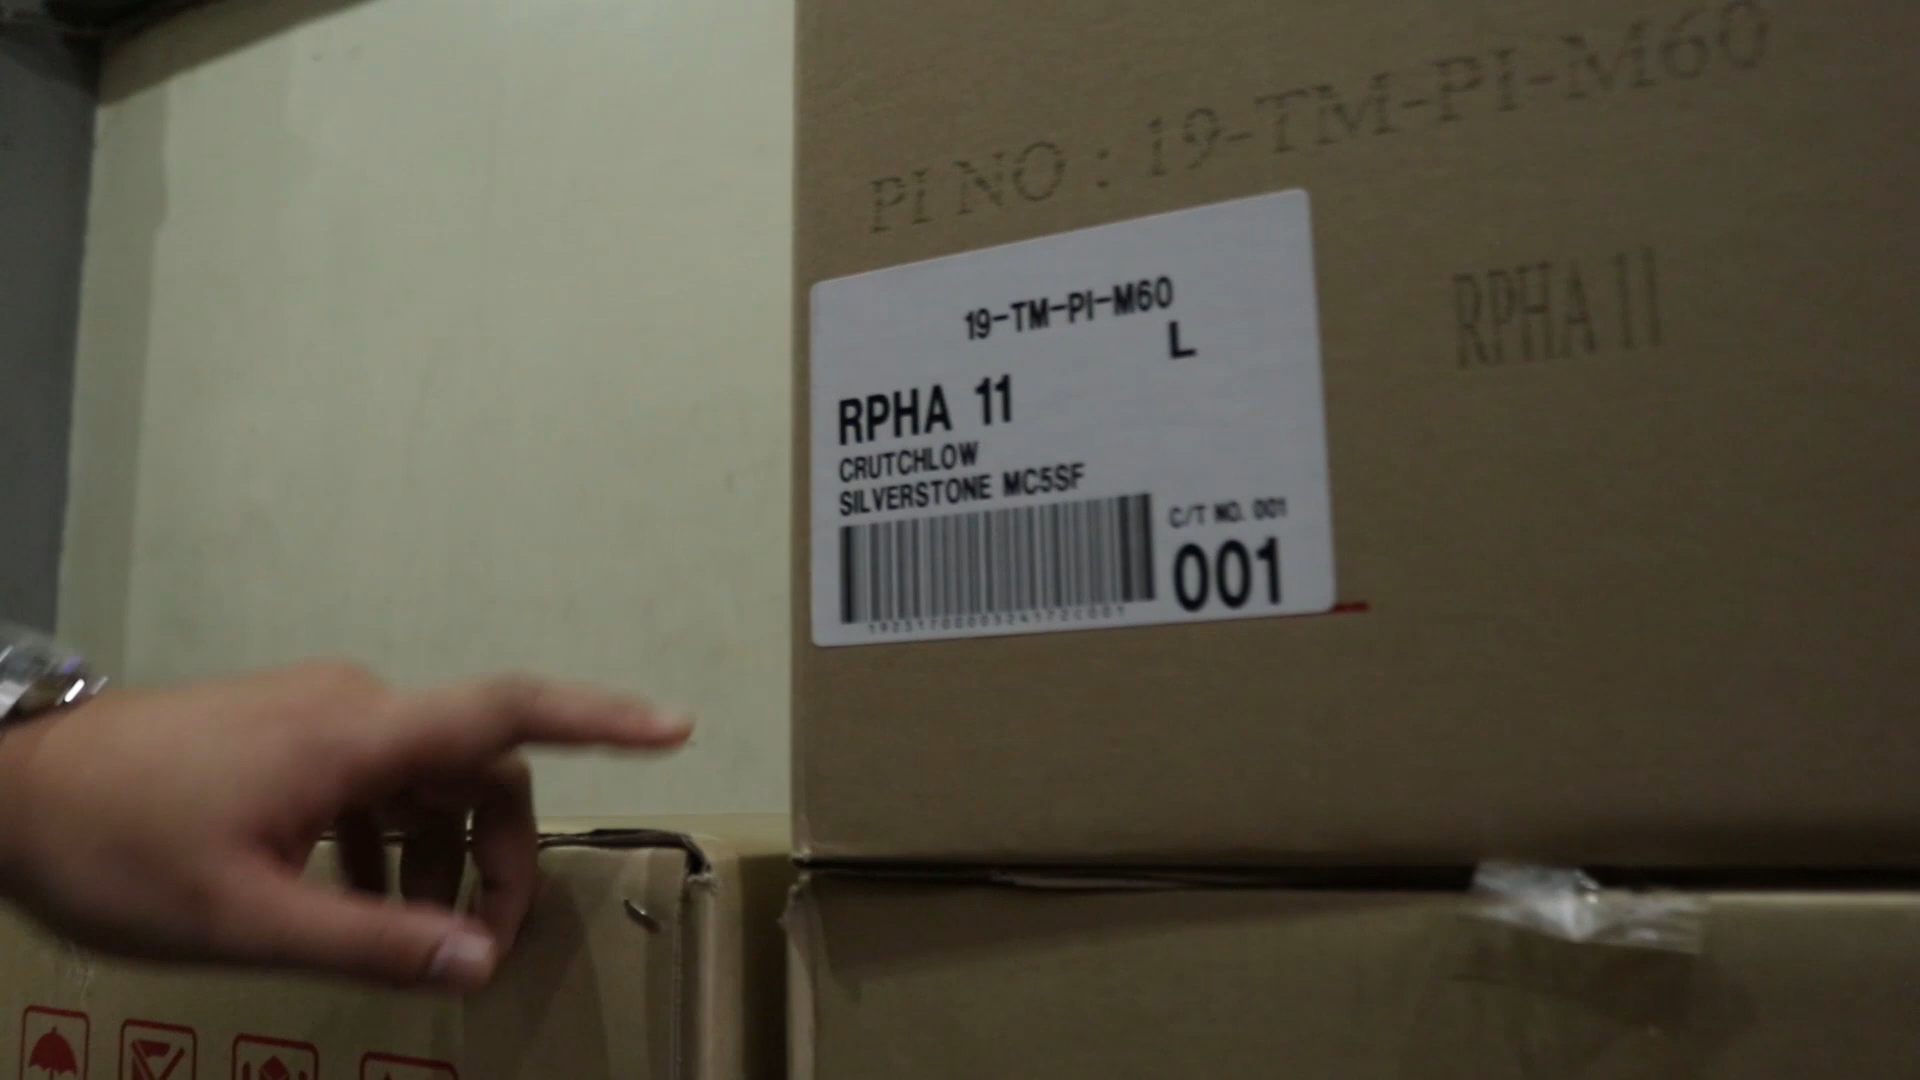 PI NO : 19-TM-PI-M60
RPHA 11
19-TM-PI-M60
L
RPHA 11
CRUTCHLOW
SILVERSTONE MC5SF
C/T NO. 001
001